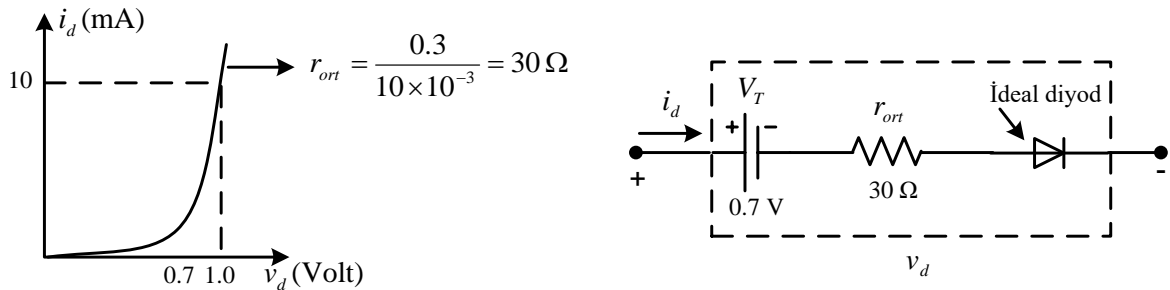 i_d (mA)
10
0.7 1.0
v_d (Volt)
r_ort = 0.3 / (10×10^-3) = 30 Ω
i_d
V_T
+ −
0.7 V
r_ort
30 Ω
İdeal diyod
+
-
v_d